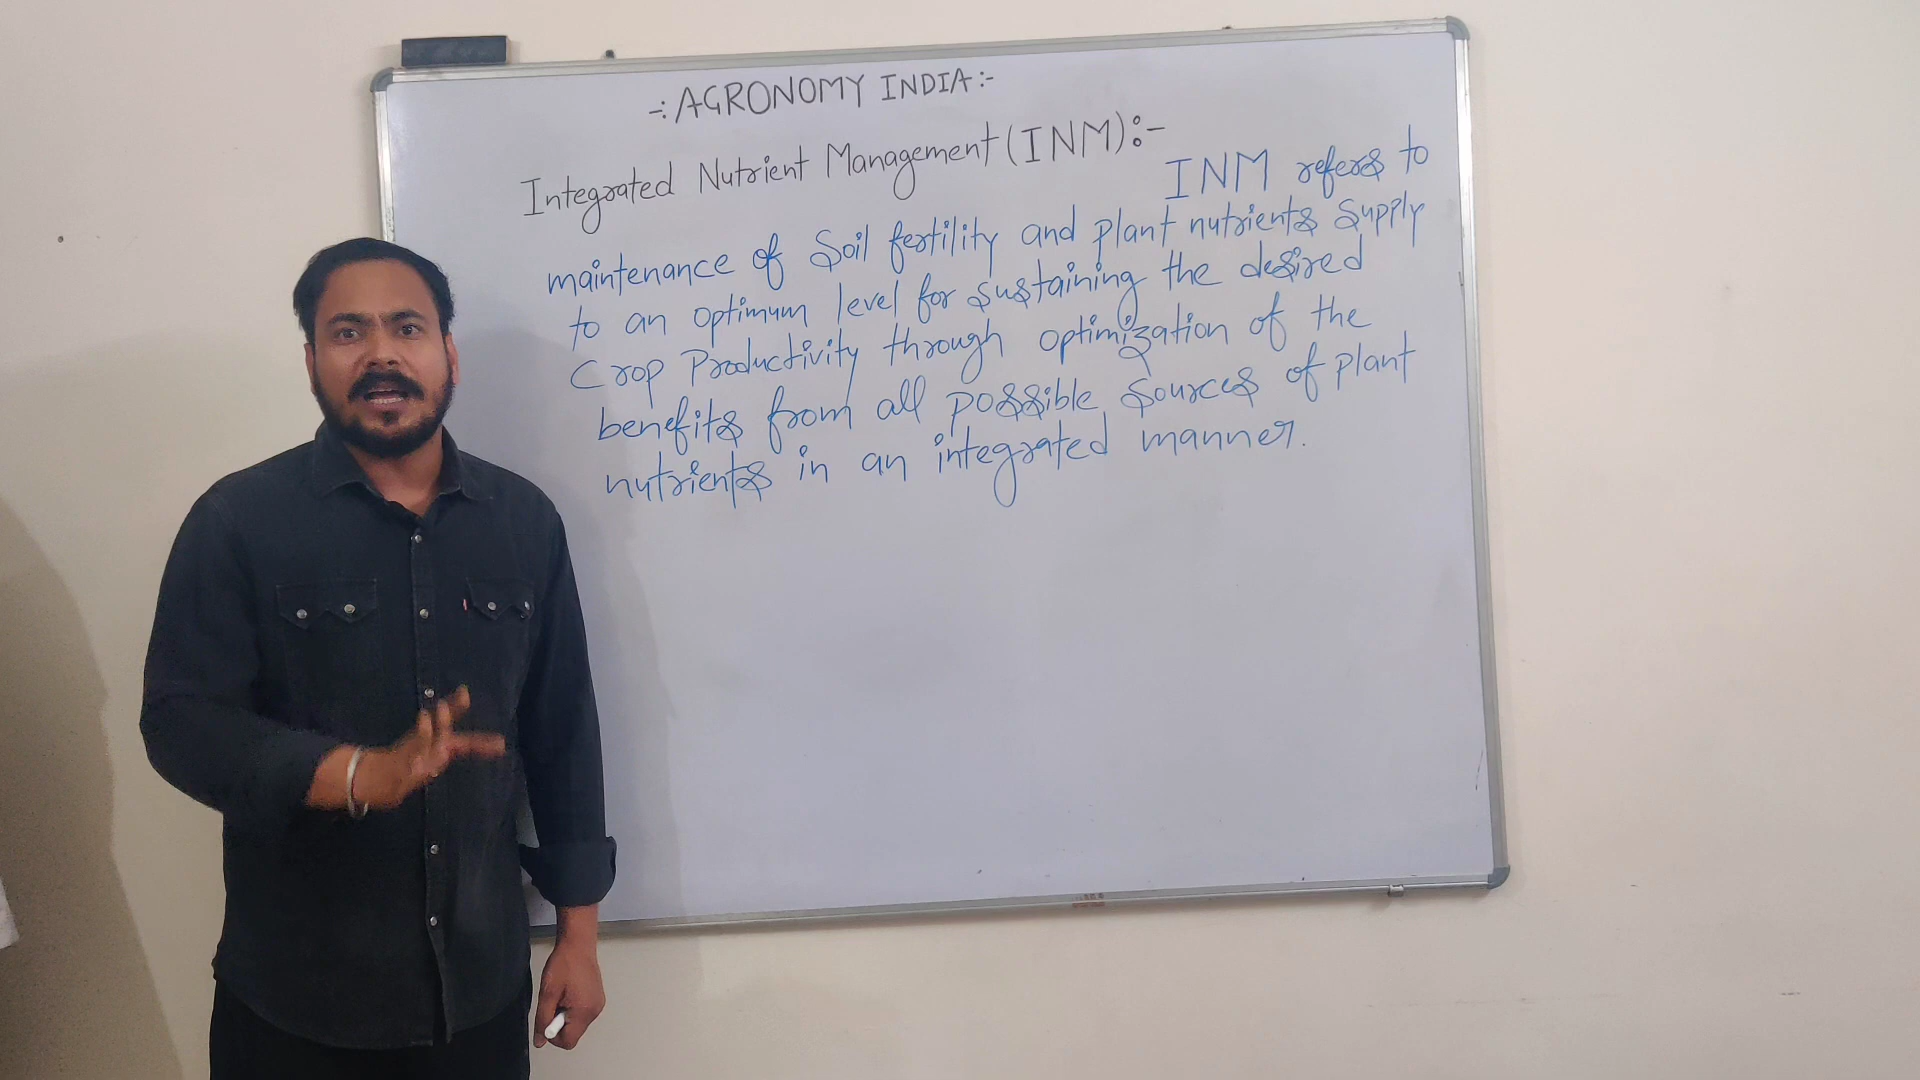 -: AGRONOMY INDIA :-
Integrated Nutrient Management (INM) :-
INM refers to
maintenance of Soil fertility and plant nutrients supply
to an optimum level for sustaining the desired
Crop Productivity through optimization of the
benefits from all possible sources of plant
nutrients in an integrated manner.